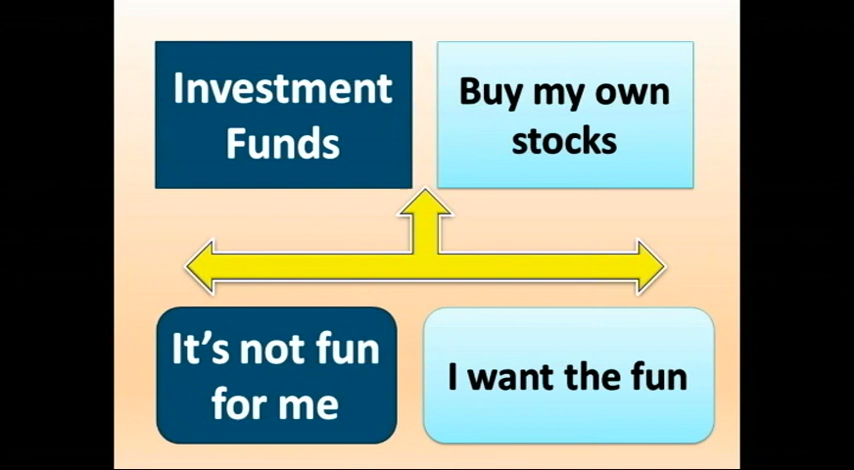 Investment
Funds
Buy my own
stocks
It's not fun
for me
I want the fun